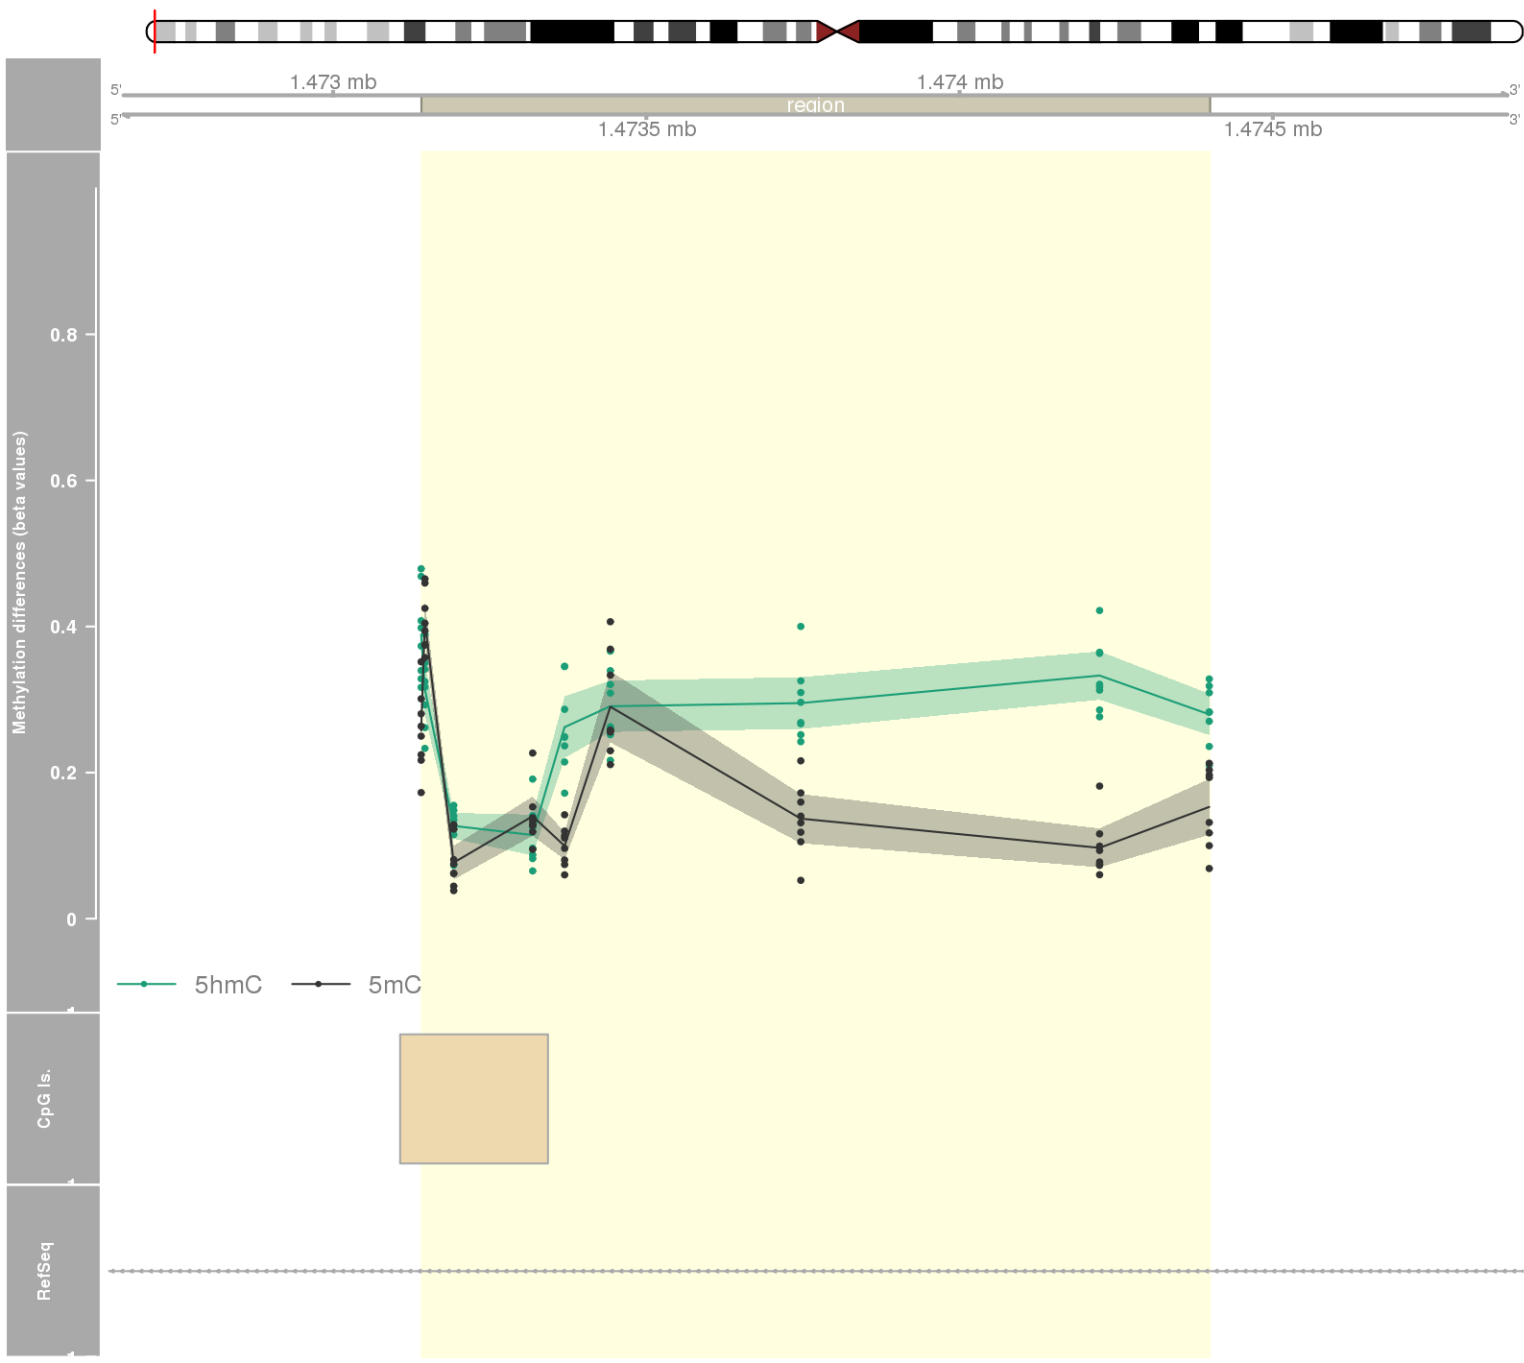 1.473 mb
1.474 mb
5'
3'
region
5'
3'
1.4735 mb
1.4745 mb
Methylation differences (beta values)
0.8
0.6
0.4
0.2
0
5hmC
5mC
CpG Is.
RefSeq